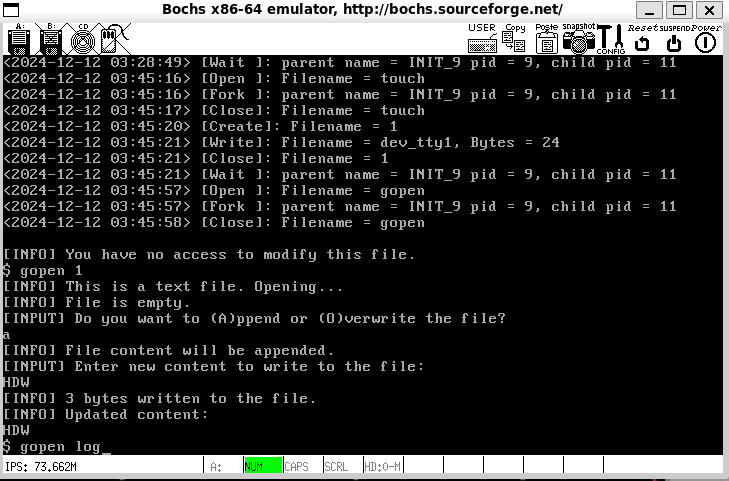 Bochs x86-64 emulator, http://bochs.sourceforge.net/
A: B: CD USER Copy Paste snapshot CONFIG Reset SUSPEND Power
<2024-12-12 03:28:49> [Wait ]: parent name = INIT_9 pid = 9, child pid = 11
<2024-12-12 03:45:16> [Open ]: Filename = touch
<2024-12-12 03:45:16> [Fork ]: parent name = INIT_9 pid = 9, child pid = 11
<2024-12-12 03:45:17> [Close]: Filename = touch
<2024-12-12 03:45:20> [Create]: Filename = 1
<2024-12-12 03:45:21> [Write]: Filename = dev_tty1, Bytes = 24
<2024-12-12 03:45:21> [Close]: Filename = 1
<2024-12-12 03:45:21> [Wait ]: parent name = INIT_9 pid = 9, child pid = 11
<2024-12-12 03:45:57> [Open ]: Filename = gopen
<2024-12-12 03:45:57> [Fork ]: parent name = INIT_9 pid = 9, child pid = 11
<2024-12-12 03:45:58> [Close]: Filename = gopen
[INFO] You have no access to modify this file.
$ gopen 1
[INFO] This is a text file. Opening...
[INFO] File is empty.
[INPUT] Do you want to (A)ppend or (O)verwrite the file?
a
[INFO] File content will be appended.
[INPUT] Enter new content to write to the file:
HDW
[INFO] 3 bytes written to the file.
[INFO] Updated content:
HDW
$ gopen log_
IPS: 73.662M A: NUM CAPS SCRL HD:0-M